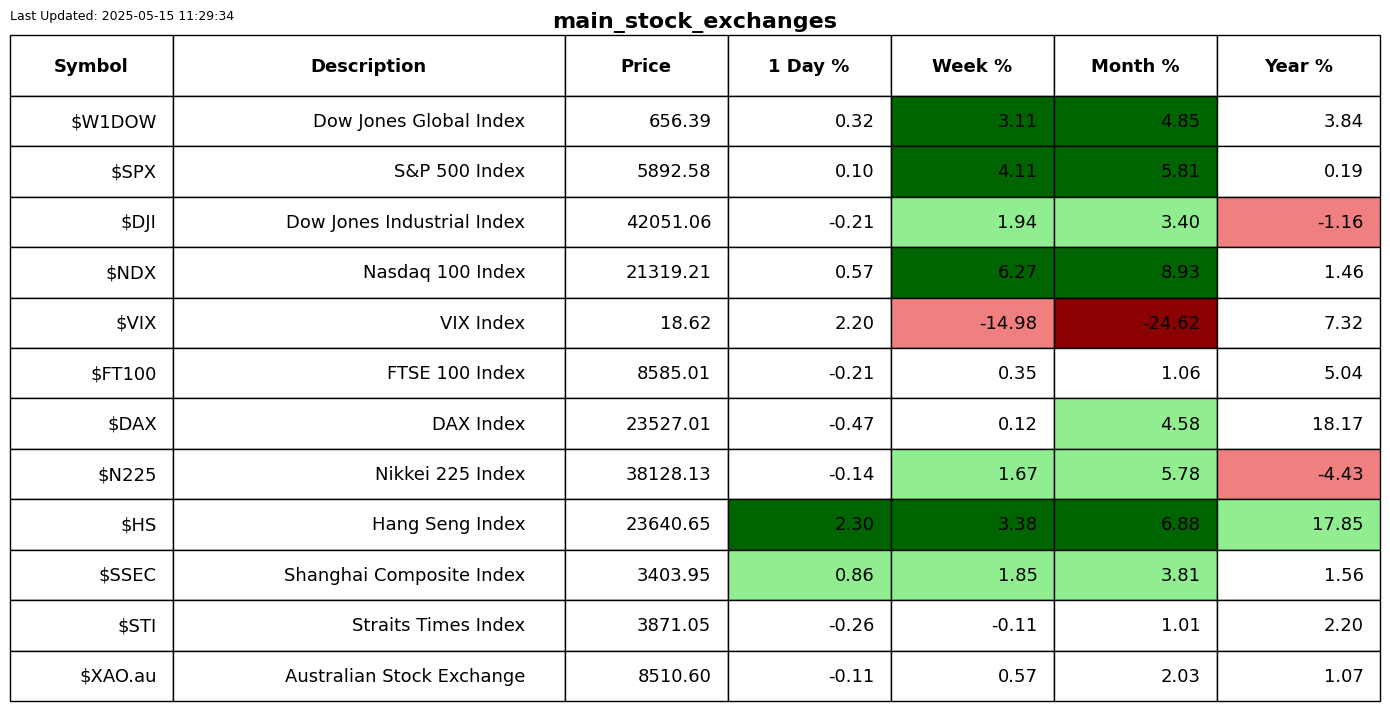 Last Updated: 2025-05-15 11:29:34
main_stock_exchanges
Symbol Description Price 1 Day % Week % Month % Year %
$W1DOW Dow Jones Global Index 656.39 0.32 3.11 4.85 3.84
$SPX S&P 500 Index 5892.58 0.10 4.11 5.81 0.19
$DJI Dow Jones Industrial Index 42051.06 -0.21 1.94 3.40 -1.16
$NDX Nasdaq 100 Index 21319.21 0.57 6.27 8.93 1.46
$VIX VIX Index 18.62 2.20 -14.98 -24.62 7.32
$FT100 FTSE 100 Index 8585.01 -0.21 0.35 1.06 5.04
$DAX DAX Index 23527.01 -0.47 0.12 4.58 18.17
$N225 Nikkei 225 Index 38128.13 -0.14 1.67 5.78 -4.43
$HS Hang Seng Index 23640.65 2.30 3.38 6.88 17.85
$SSEC Shanghai Composite Index 3403.95 0.86 1.85 3.81 1.56
$STI Straits Times Index 3871.05 -0.26 -0.11 1.01 2.20
$XAO.au Australian Stock Exchange 8510.60 -0.11 0.57 2.03 1.07